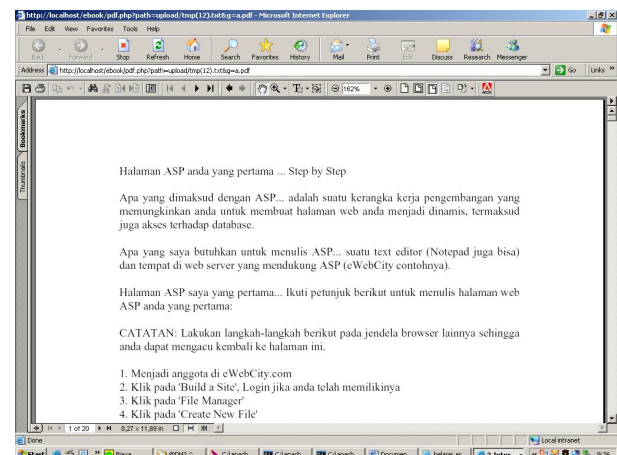 http://localhost/ebook/pdf.php?path=upload/tmp(12).txt&g=a.pdf - Microsoft Internet Explorer
File Edit View Favorites Tools Help
Back Forward Stop Refresh Home Search Favorites History Mail Print Edit Discuss Research Messenger
Address http://localhost/ebook/pdf.php?path=upload/tmp(12).txt&g=a.pdf Go Links »
162%
Bookmarks
Thumbnails
Halaman ASP anda yang pertama ... Step by Step
Apa yang dimaksud dengan ASP... adalah suatu kerangka kerja pengembangan yang
memungkinkan anda untuk membuat halaman web anda menjadi dinamis, termaksud
juga akses terhadap database.
Apa yang saya butuhkan untuk menulis ASP... suatu text editor (Notepad juga bisa)
dan tempat di web server yang mendukung ASP (eWebCity contohnya).
Halaman ASP saya yang pertama... Ikuti petunjuk berikut untuk menulis halaman web
ASP anda yang pertama:
CATATAN: Lakukan langkah-langkah berikut pada jendela browser lainnya sehingga
anda dapat mengacu kembali ke halaman ini.
1. Menjadi anggota di eWebCity.com
2. Klik pada 'Build a Site', Login jika anda telah memilikinya
3. Klik pada 'File Manager'
4. Klik pada 'Create New File'
1 of 20 8,27 x 11,69 in
Done Local intranet
Start 9:36